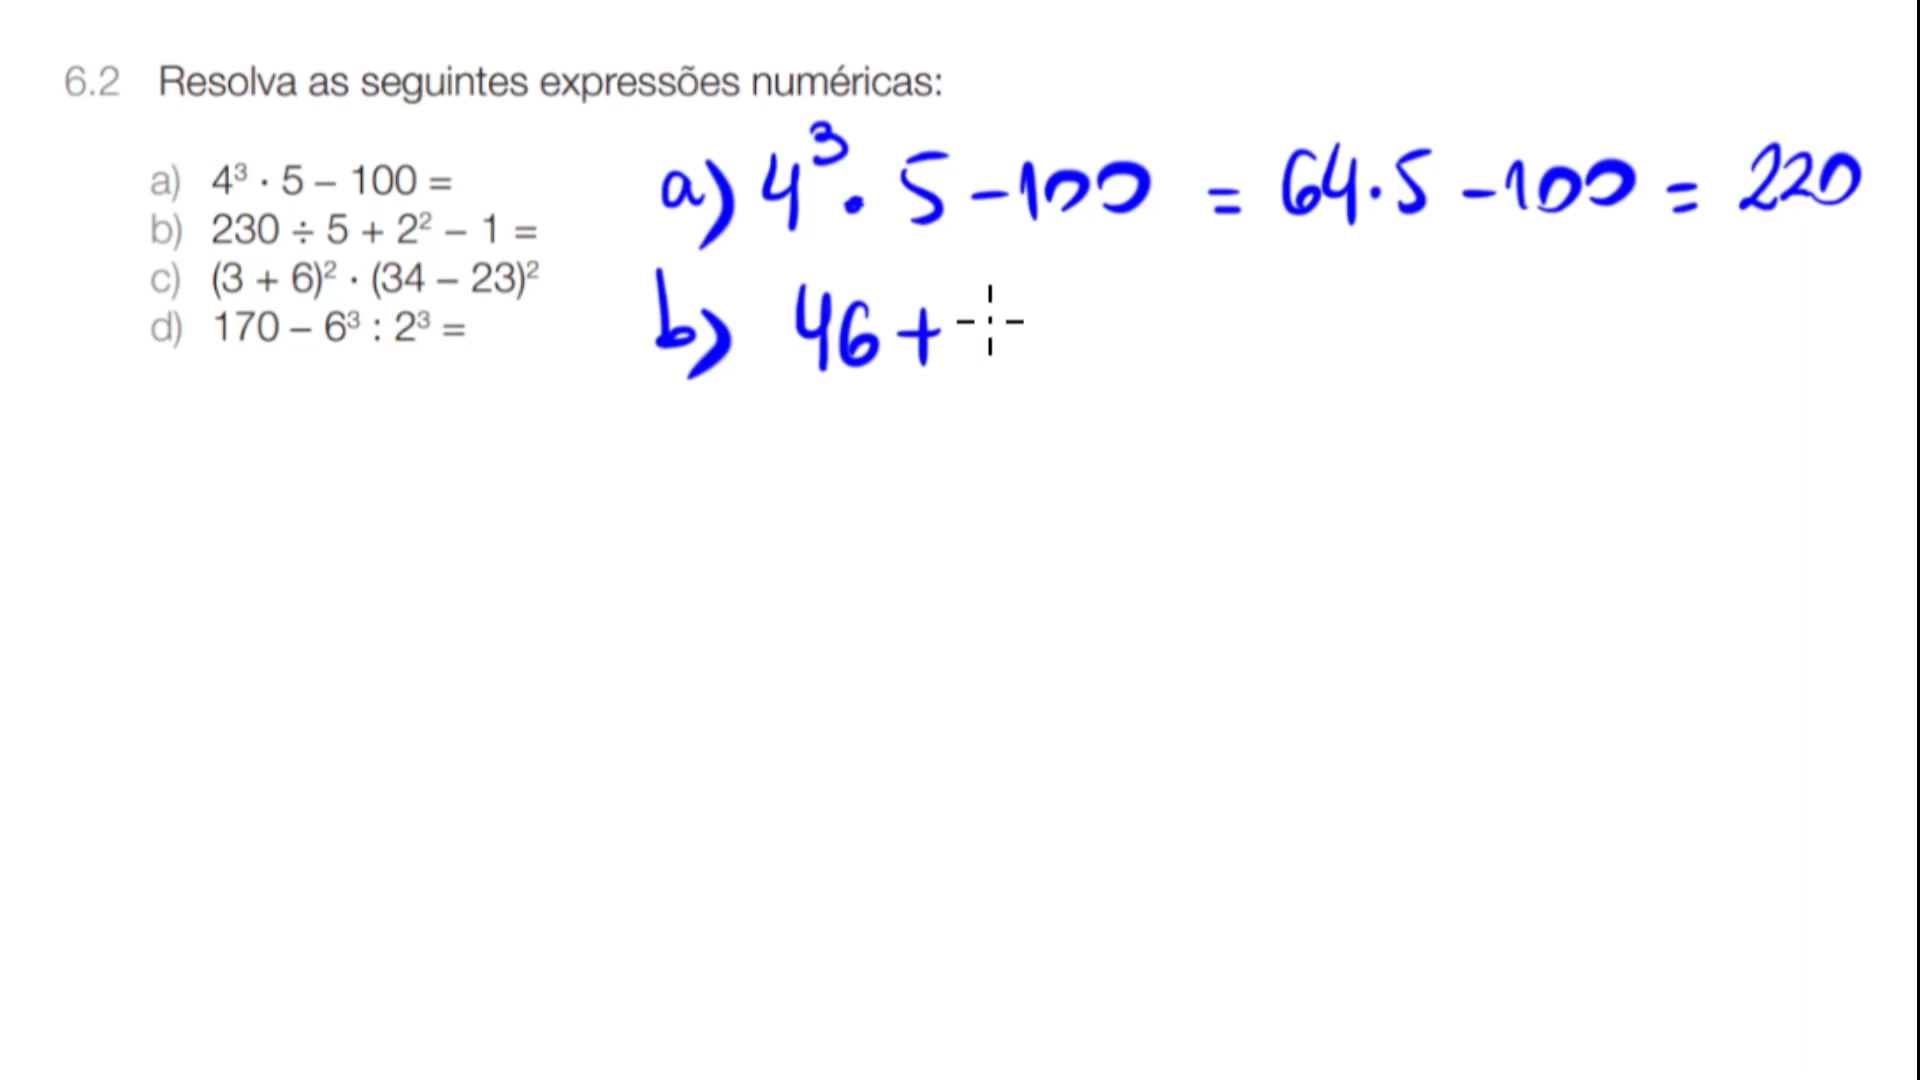 6.2 Resolva as seguintes expressões numéricas:
a) 4³ · 5 – 100 =
b) 230 ÷ 5 + 2² – 1 =
c) (3 + 6)² · (34 – 23)²
d) 170 – 6³ : 2³ =
a) 4³ · 5 – 100 = 64 · 5 – 100 = 220
b) 46 +